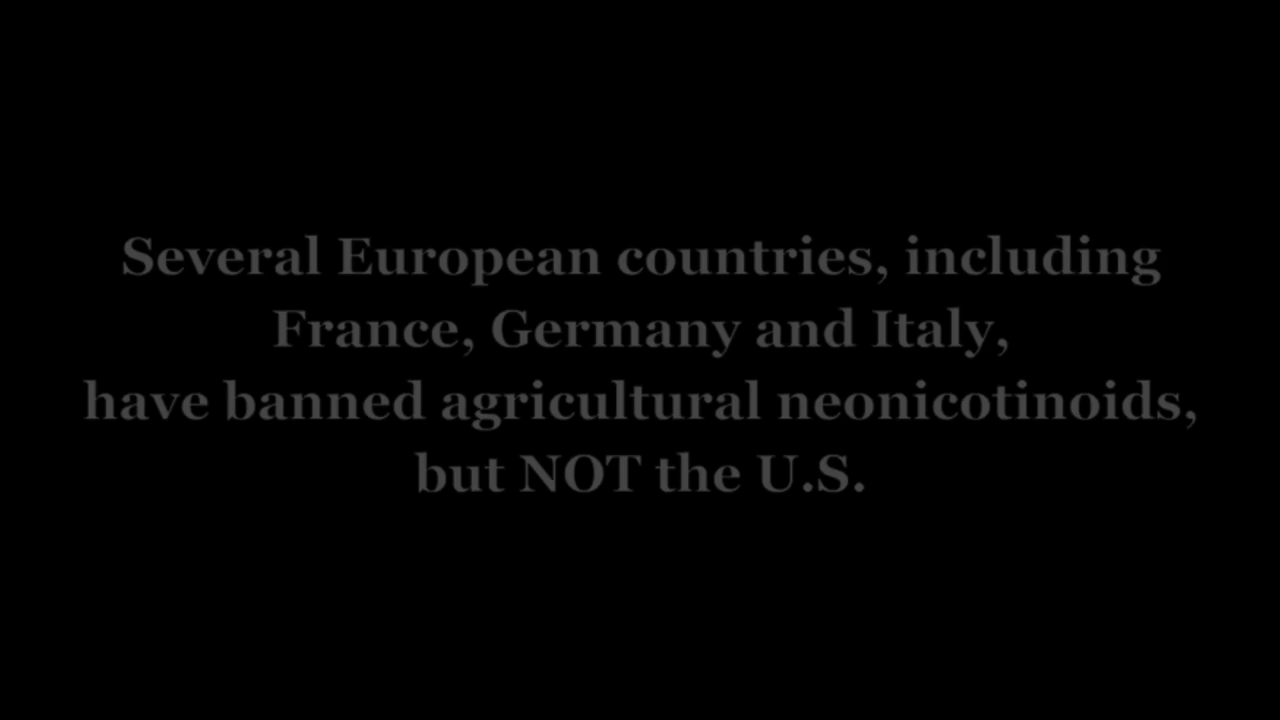 Several European countries, including
France, Germany and Italy,
have banned agricultural neonicotinoids,
but NOT the U.S.